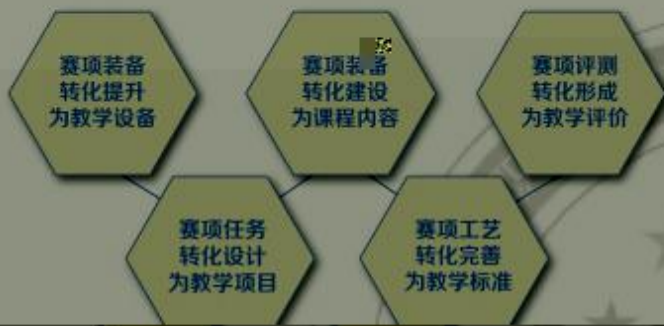 赛项装备
转化提升
为教学设备
赛项装备
转化建设
为课程内容
赛项评测
转化形成
为教学评价
赛项任务
转化设计
为教学项目
赛项工艺
转化完善
为教学标准